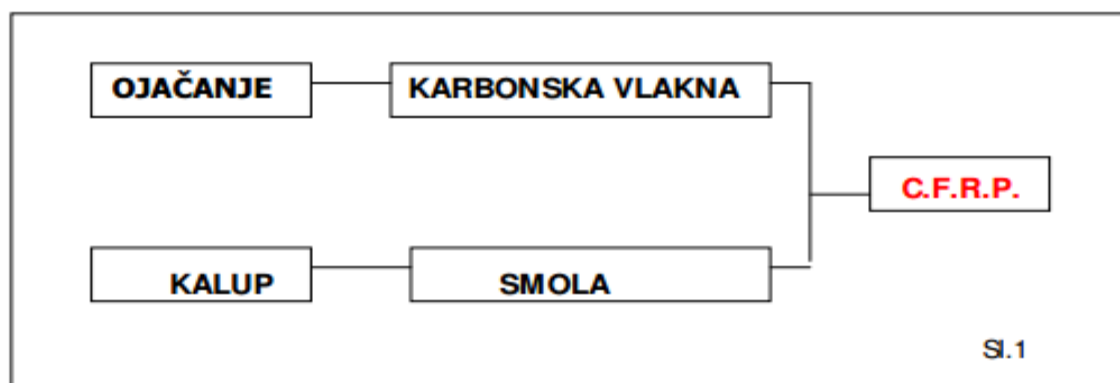 OJAČANJE
KARBONSKA VLAKNA
C.F.R.P.
KALUP
SMOLA
Sl.1